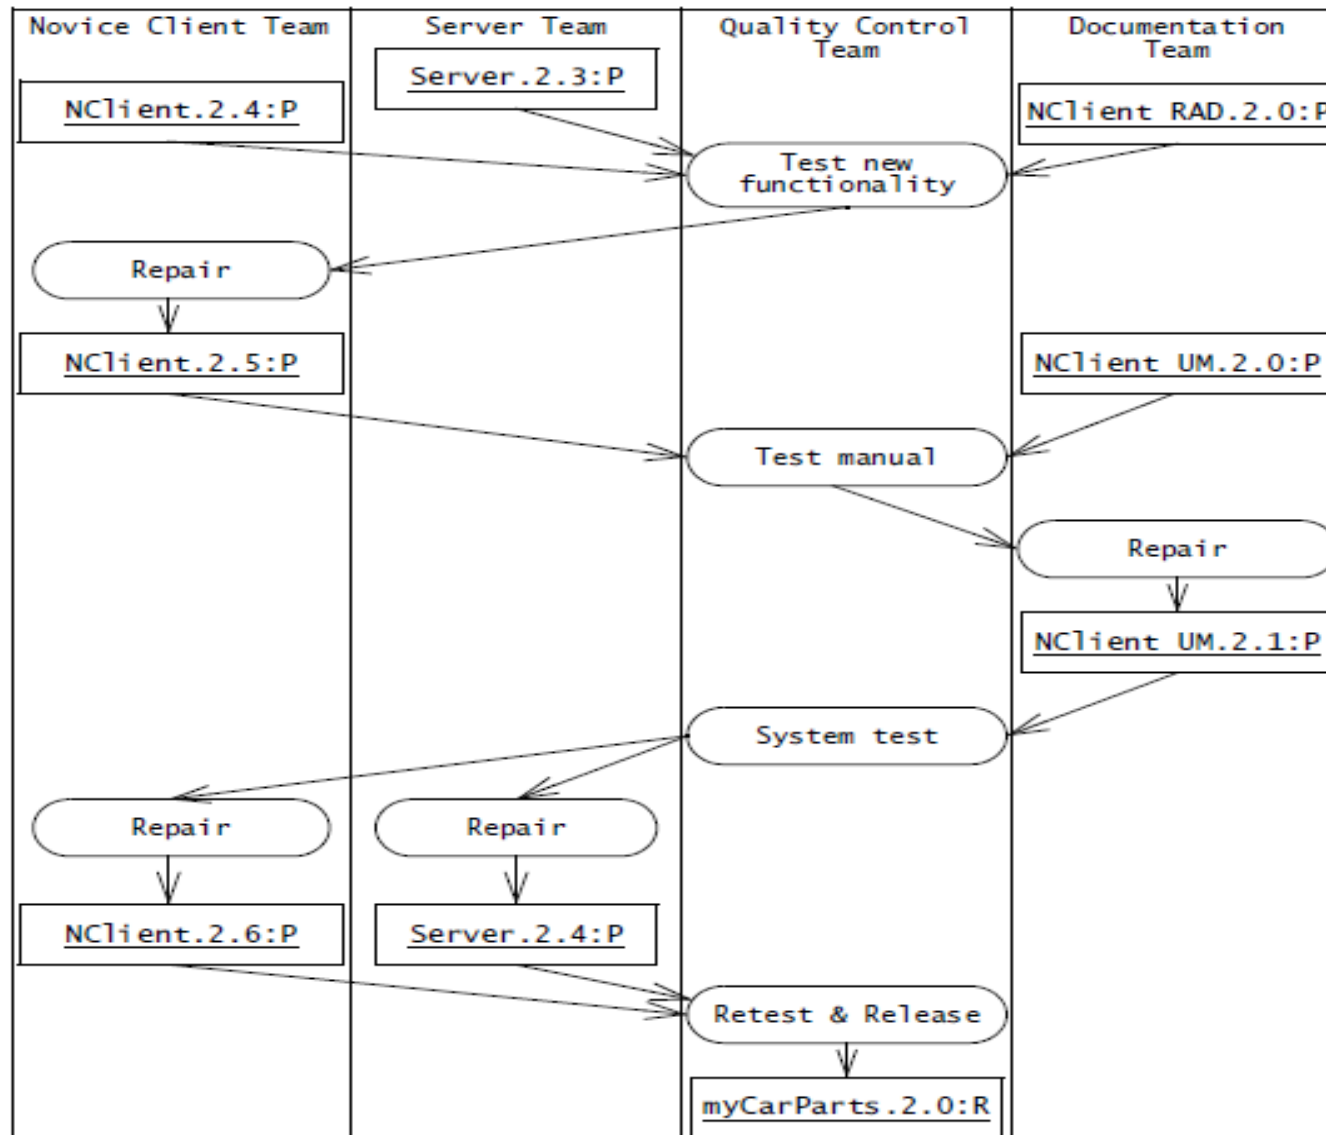 Novice Client Team
Server Team
Quality Control
Team
Documentation
Team
Server.2.3:P
NClient.2.4:P
NClient RAD.2.0:P
Test new
functionality
Repair
NClient.2.5:P
NClient UM.2.0:P
Test manual
Repair
NClient UM.2.1:P
System test
Repair
Repair
NClient.2.6:P
Server.2.4:P
Retest & Release
myCarParts.2.0:R